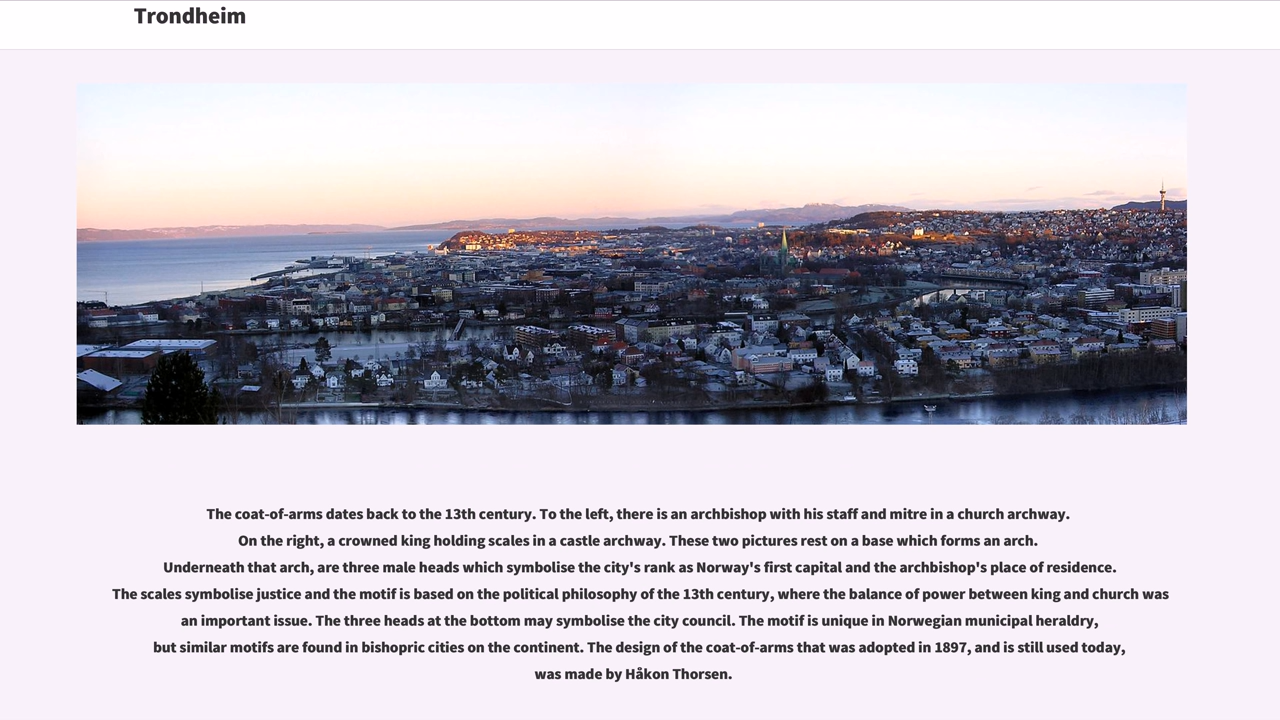 Trondheim
The coat-of-arms dates back to the 13th century. To the left, there is an archbishop with his staff and mitre in a church archway.
On the right, a crowned king holding scales in a castle archway. These two pictures rest on a base which forms an arch.
Underneath that arch, are three male heads which symbolise the city's rank as Norway's first capital and the archbishop's place of residence.
The scales symbolise justice and the motif is based on the political philosophy of the 13th century, where the balance of power between king and church was
an important issue. The three heads at the bottom may symbolise the city council. The motif is unique in Norwegian municipal heraldry,
but similar motifs are found in bishopric cities on the continent. The design of the coat-of-arms that was adopted in 1897, and is still used today,
was made by Håkon Thorsen.